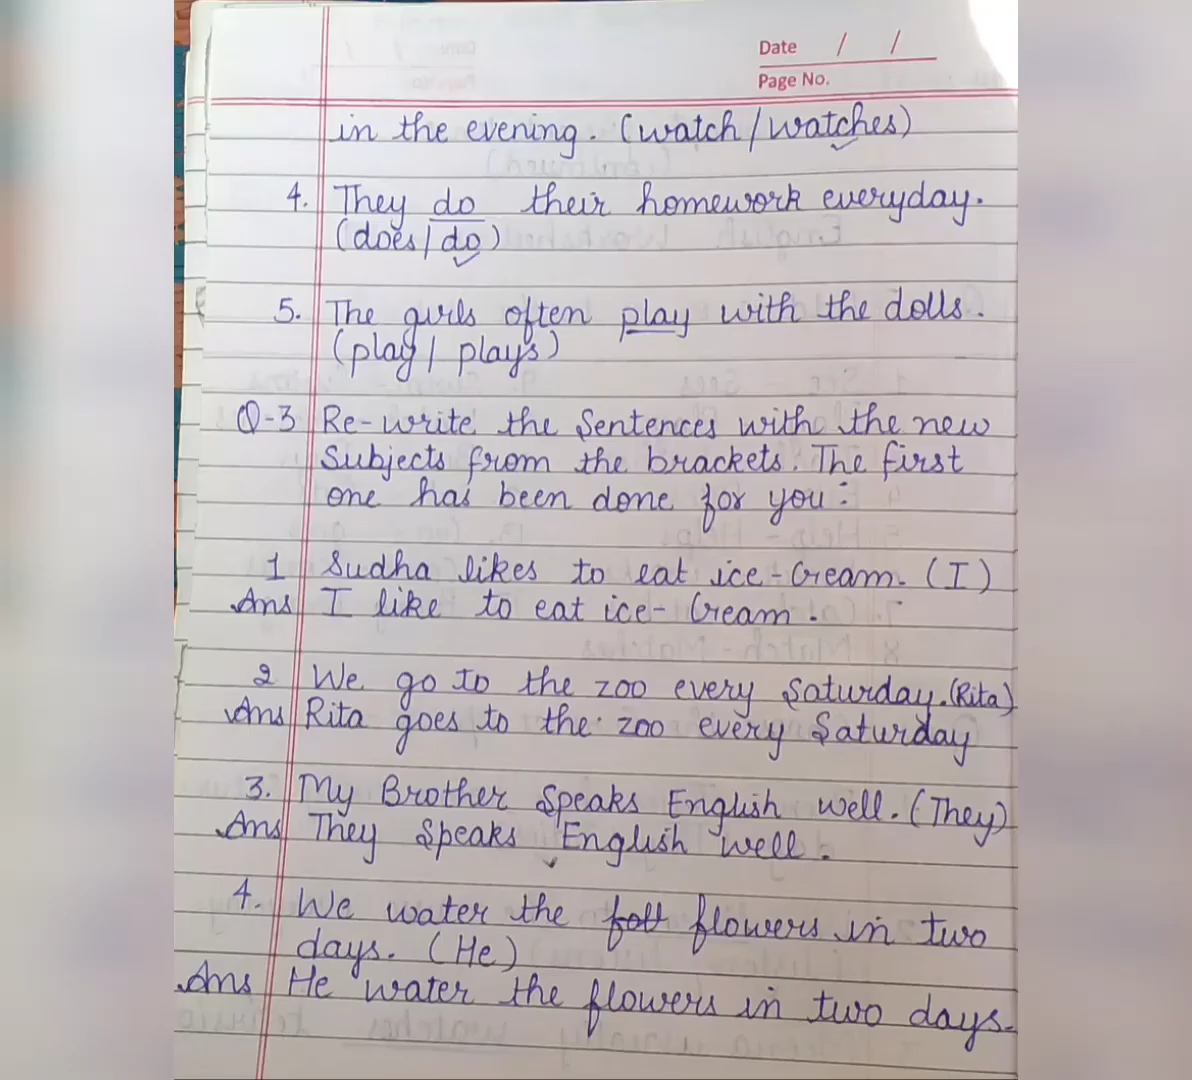 Date / /
Page No.
in the evening. (watch/watches)
4. They do their homework everyday.
(does/do)
5. The girls often play with the dolls.
(play/plays)
Q-3 Re-write the Sentences with the new
Subjects from the brackets. The first
one has been done for you:
1 Sudha likes to eat ice-Cream. (I)
Ans I like to eat ice-Cream.
2 We go to the zoo every Saturday. (Rita)
Ans Rita goes to the zoo every Saturday
3. My Brother Speaks English well. (They)
Ans They Speaks English well.
4. We water the flowers in two
days. (He)
Ans He water the flowers in two days.